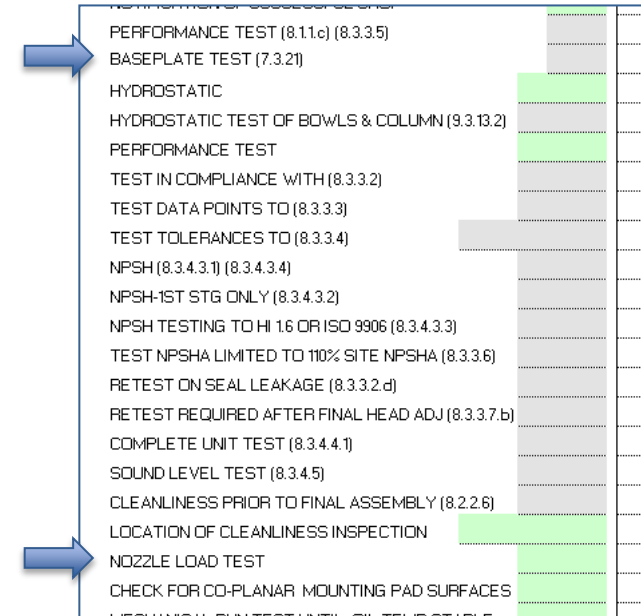 PERFORMANCE TEST (8.1.1.c) (8.3.3.5)
BASEPLATE TEST (7.3.21)
HYDROSTATIC
HYDROSTATIC TEST OF BOWLS & COLUMN (9.3.13.2)
PERFORMANCE TEST
TEST IN COMPLIANCE WITH (8.3.3.2)
TEST DATA POINTS TO (8.3.3.3)
TEST TOLERANCES TO (8.3.3.4)
NPSH (8.3.4.3.1) (8.3.4.3.4)
NPSH-1ST STG ONLY (8.3.4.3.2)
NPSH TESTING TO HI 1.6 OR ISO 9906 (8.3.4.3.3)
TEST NPSHA LIMITED TO 110% SITE NPSHA (8.3.3.6)
RETEST ON SEAL LEAKAGE (8.3.3.2.d)
RETEST REQUIRED AFTER FINAL HEAD ADJ (8.3.3.7.b)
COMPLETE UNIT TEST (8.3.4.4.1)
SOUND LEVEL TEST (8.3.4.5)
CLEANLINESS PRIOR TO FINAL ASSEMBLY (8.2.2.6)
LOCATION OF CLEANLINESS INSPECTION
NOZZLE LOAD TEST
CHECK FOR CO-PLANAR MOUNTING PAD SURFACES